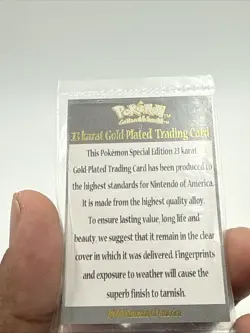 Pokémon
23 karat Gold-Plated Trading Card
This Pokémon Special Edition 23 karat
Gold-Plated Trading Card has been produced to
the highest standards for Nintendo of America.
It is made from the highest quality alloy.
To ensure lasting value, long life and
beauty, we suggest that it remain in the clear
cover in which it was delivered. Fingerprints
and exposure to weather will cause the
superb finish to tarnish.